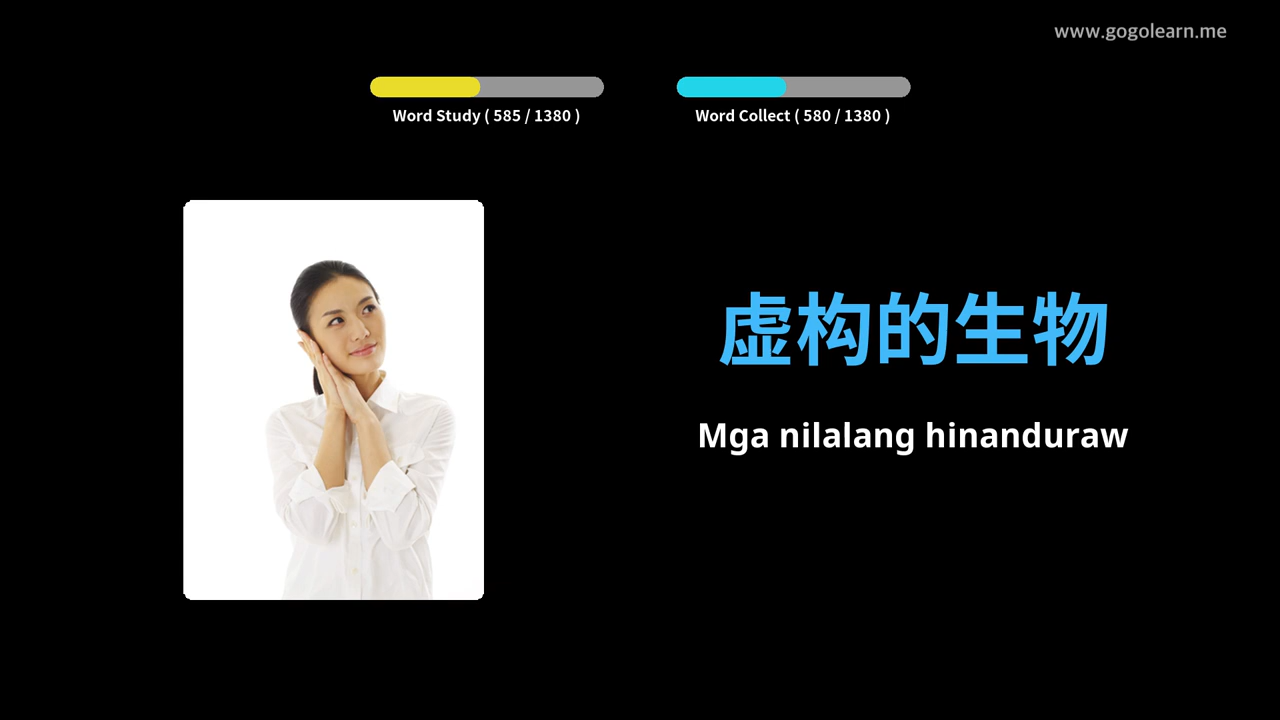 www.gogolearn.me
Word Study ( 585 / 1380 )
Word Collect ( 580 / 1380 )
虚构的生物
Mga nilalang hinanduraw